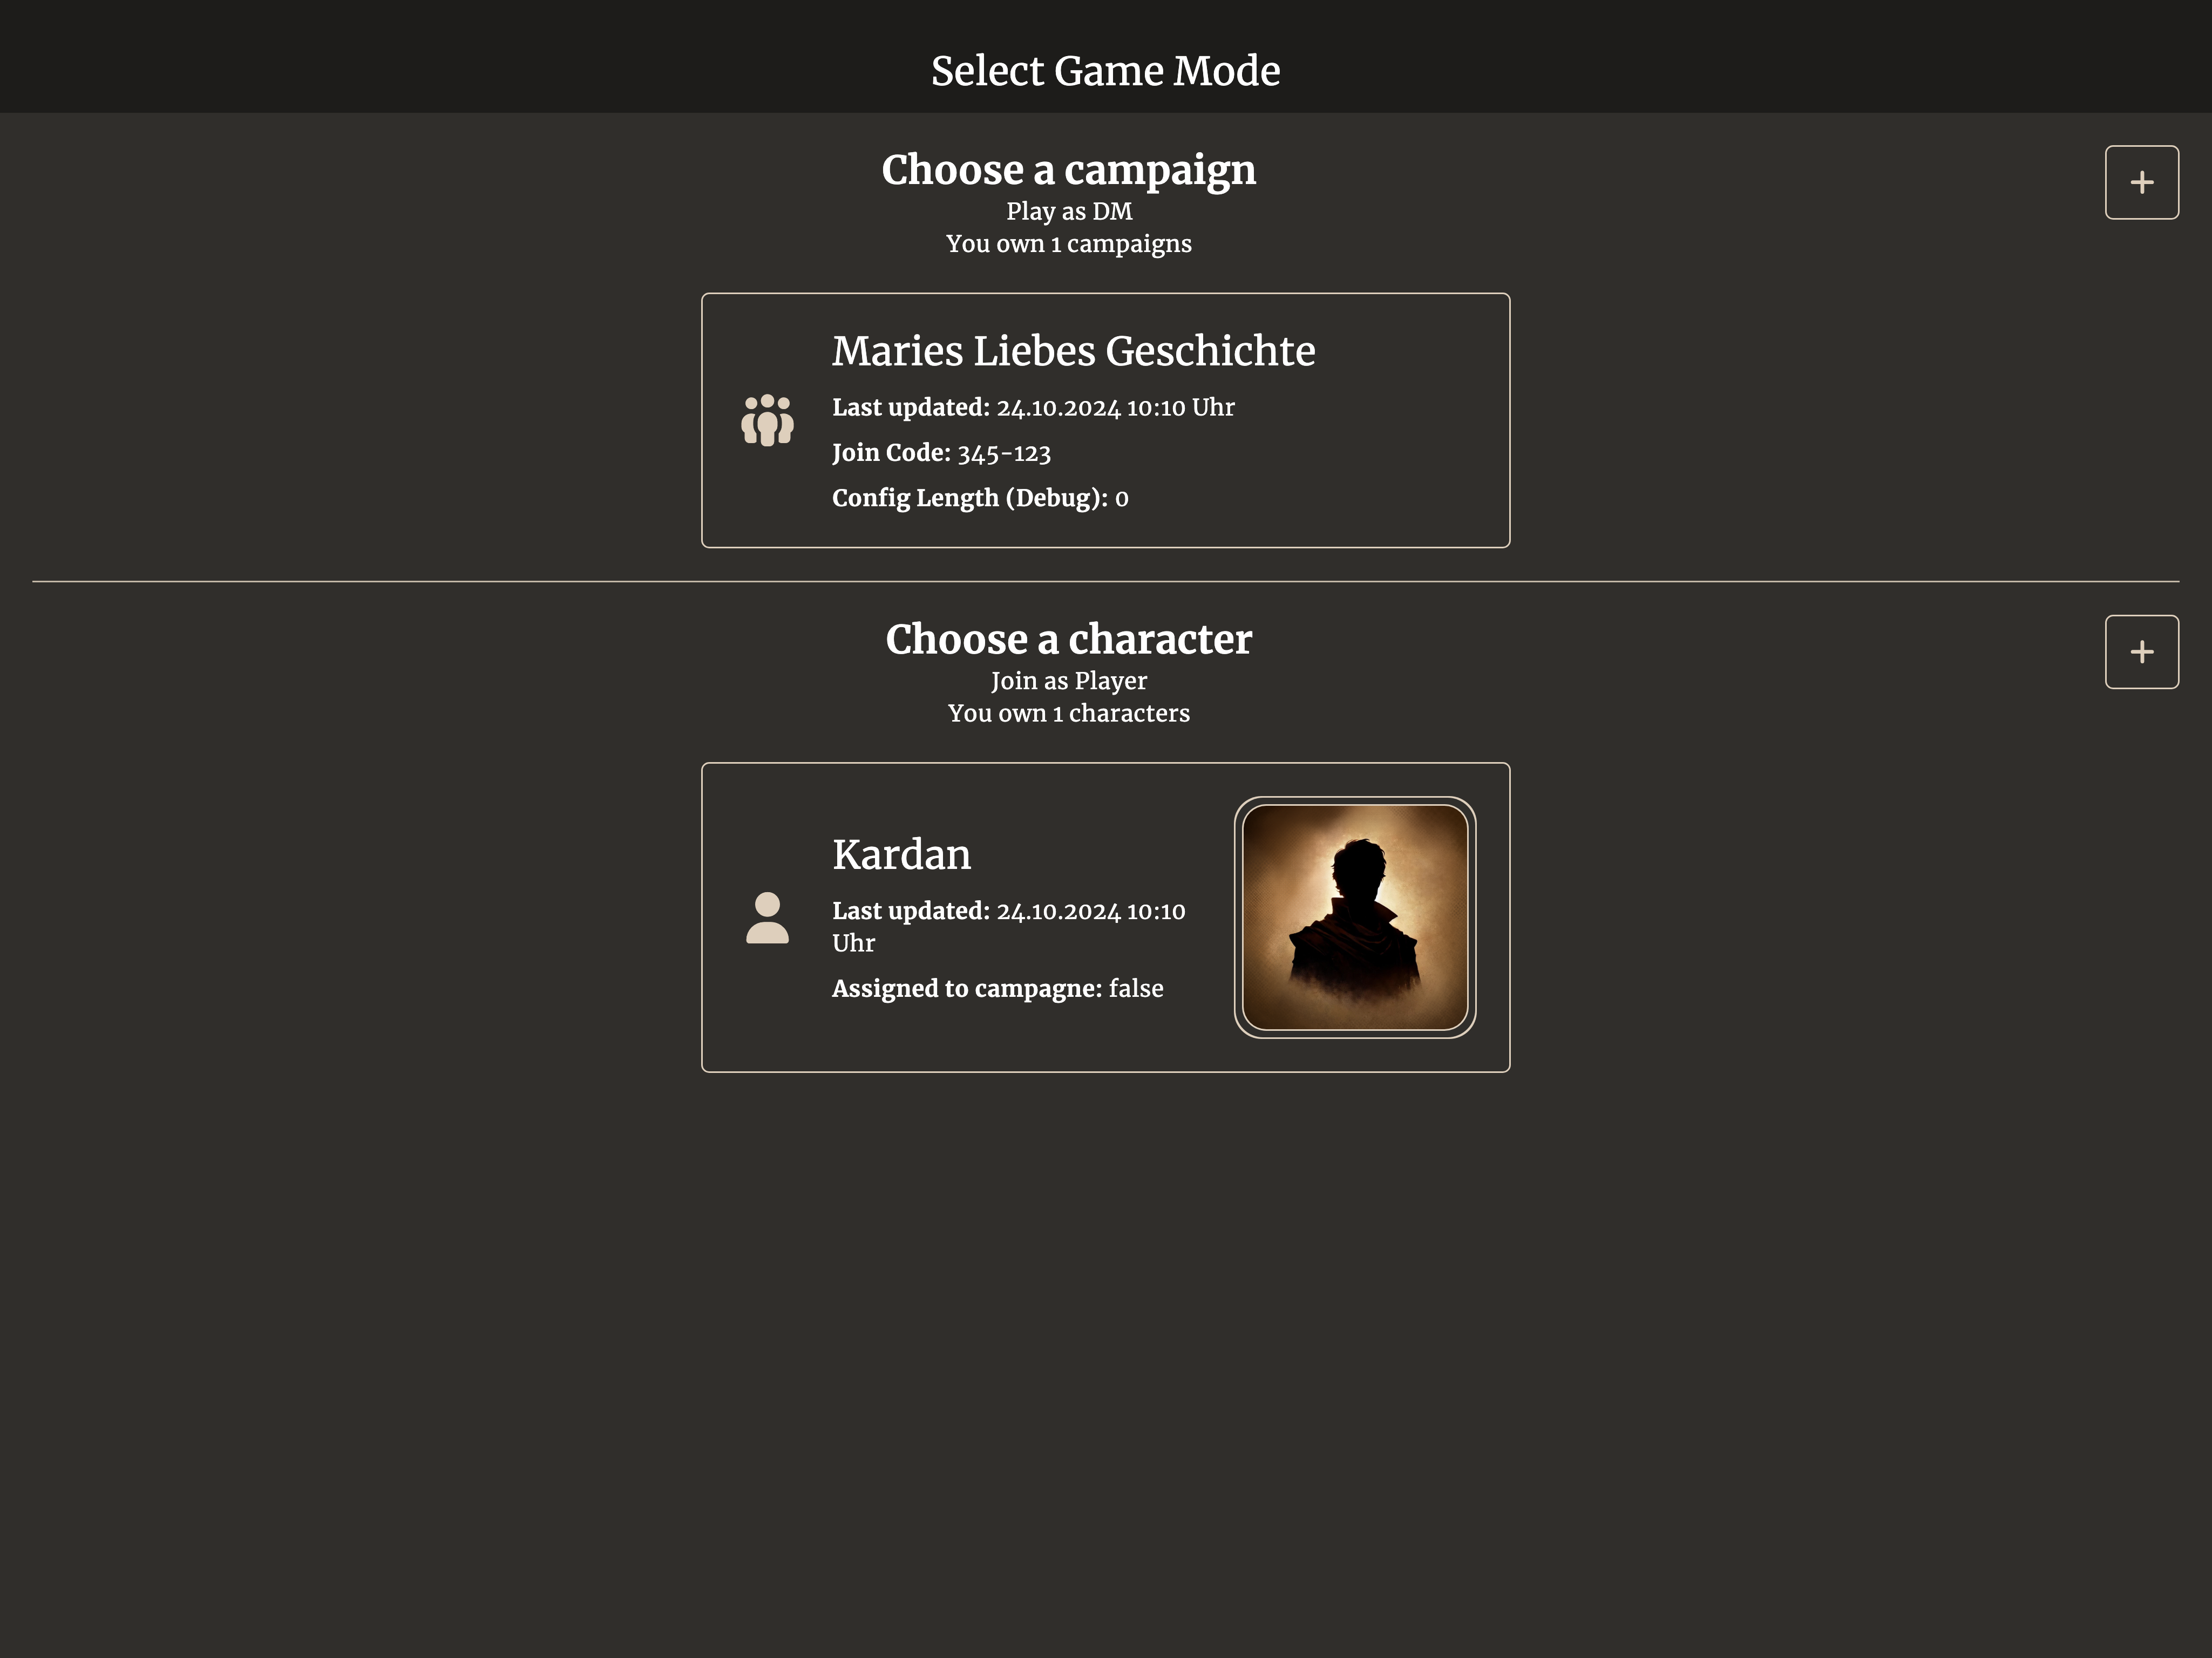 Select Game Mode
Choose a campaign
Play as DM
You own 1 campaigns
Maries Liebes Geschichte
Last updated: 24.10.2024 10:10 Uhr
Join Code: 345-123
Config Length (Debug): 0
Choose a character
Join as Player
You own 1 characters
Kardan
Last updated: 24.10.2024 10:10
Uhr
Assigned to campagne: false